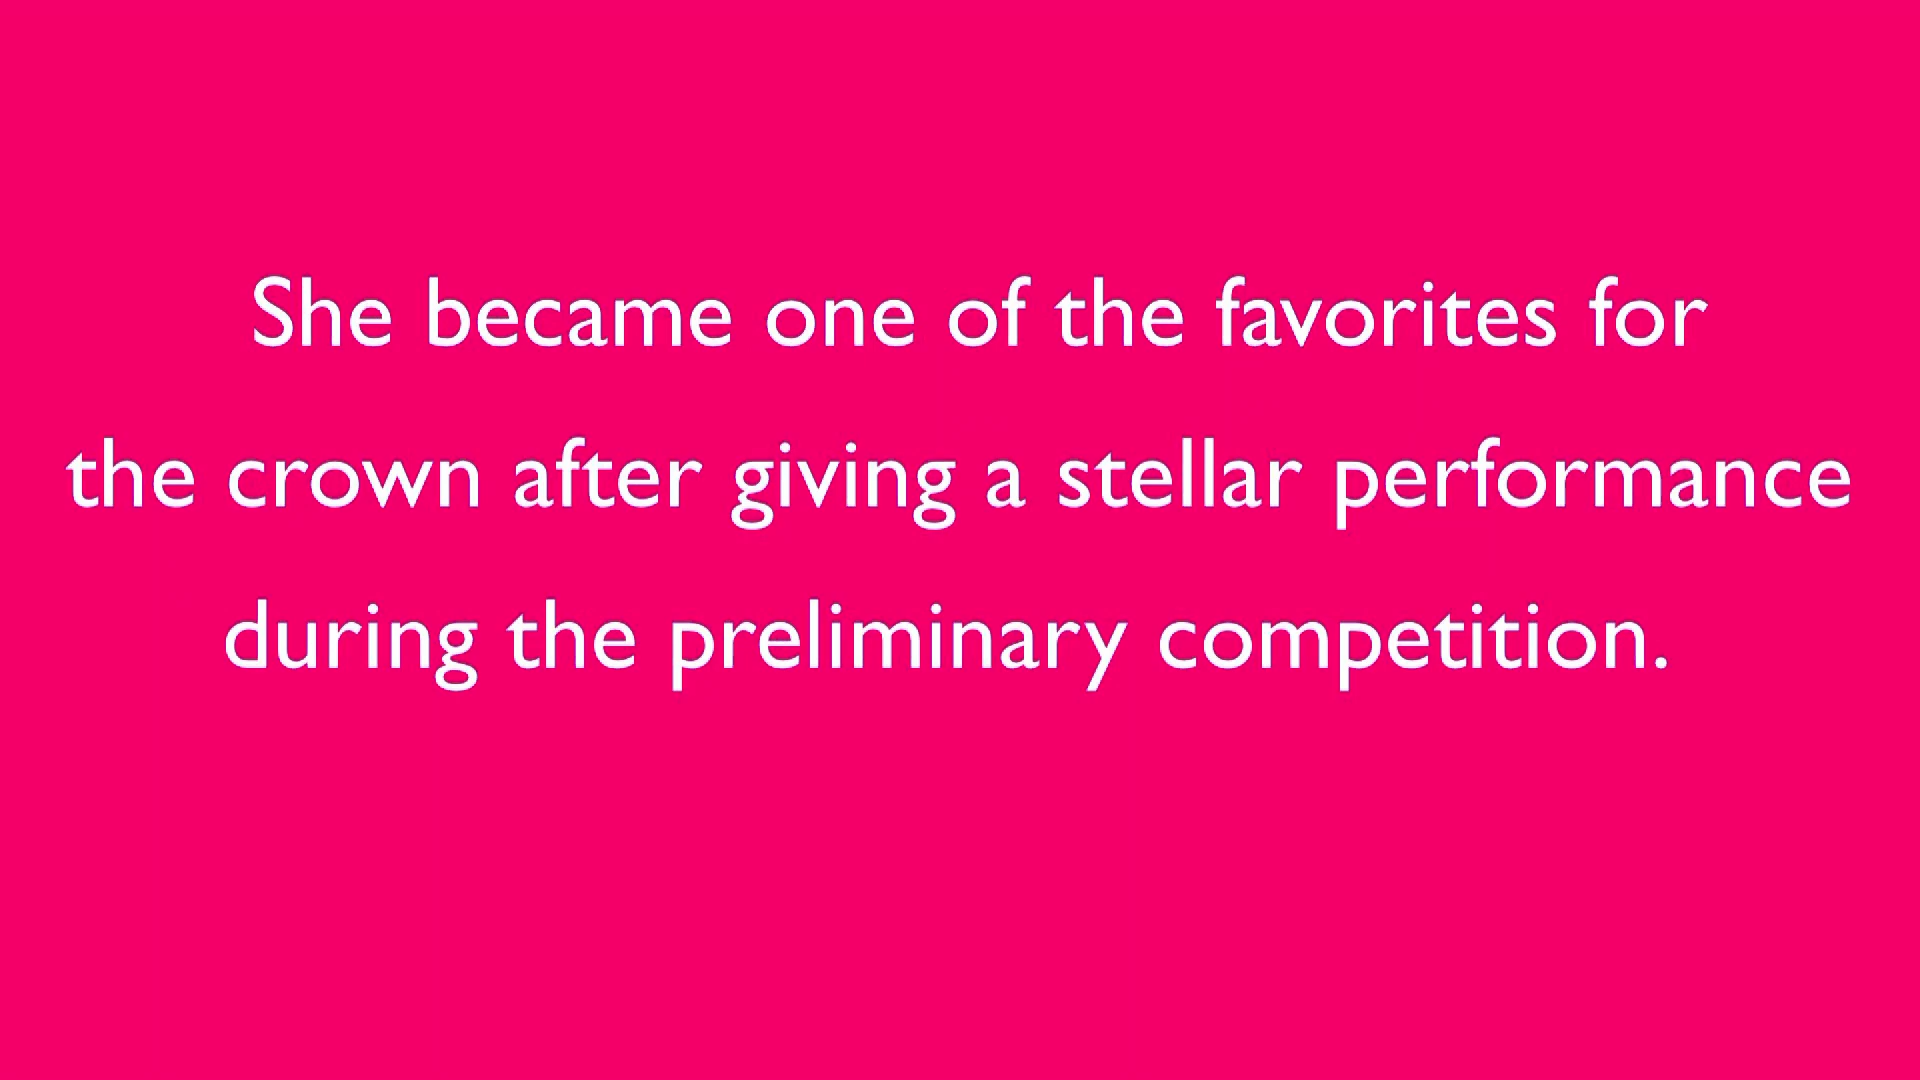 She became one of the favorites for
the crown after giving a stellar performance
during the preliminary competition.